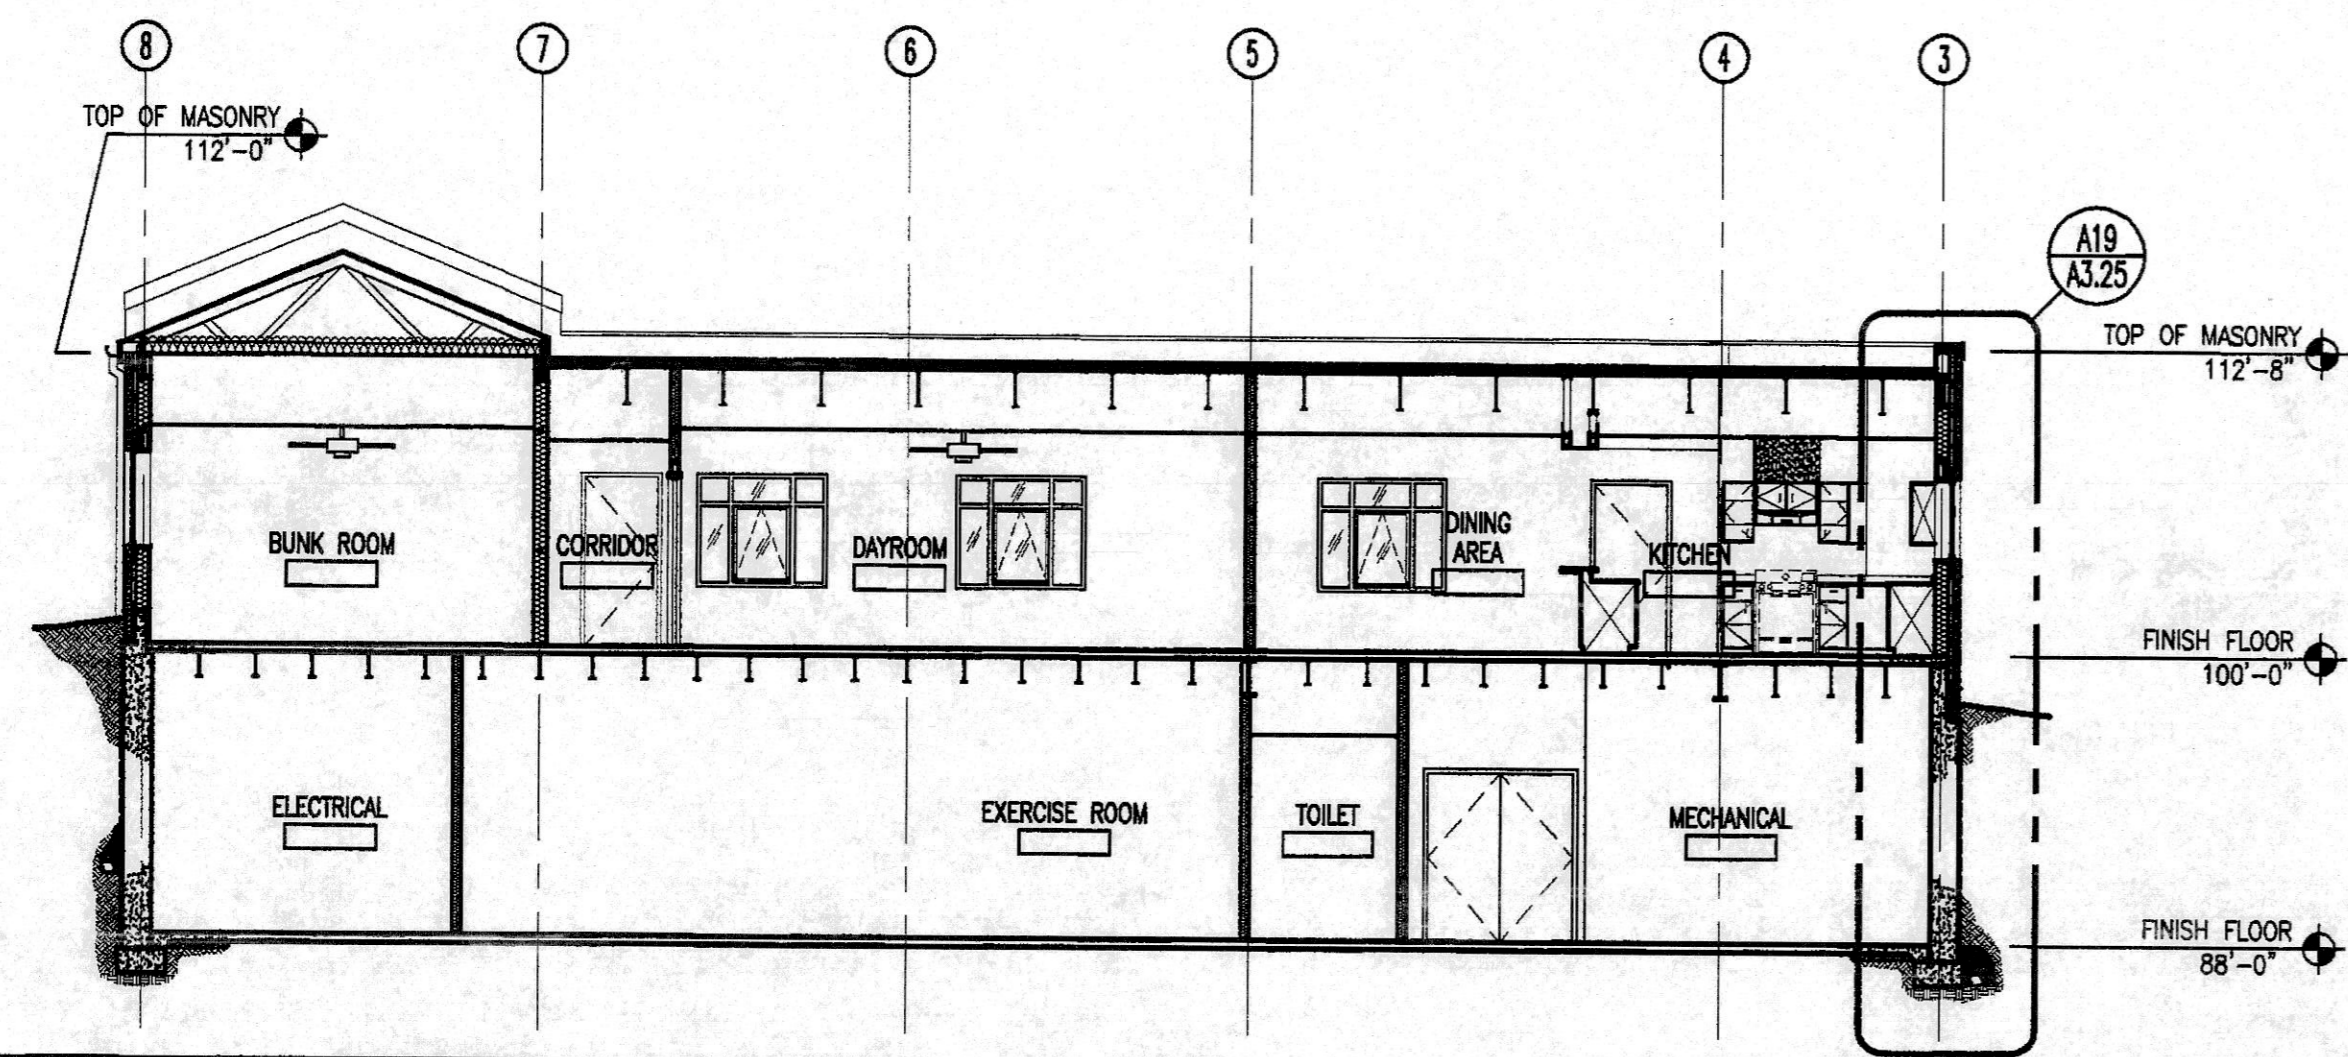 8
7
6
5
4
3
TOP OF MASONRY
112'-0"
A19
A3.25
TOP OF MASONRY
112'-8"
BUNK ROOM
CORRIDOR
DAYROOM
DINING
AREA
KITCHEN
FINISH FLOOR
100'-0"
ELECTRICAL
EXERCISE ROOM
TOILET
MECHANICAL
FINISH FLOOR
88'-0"